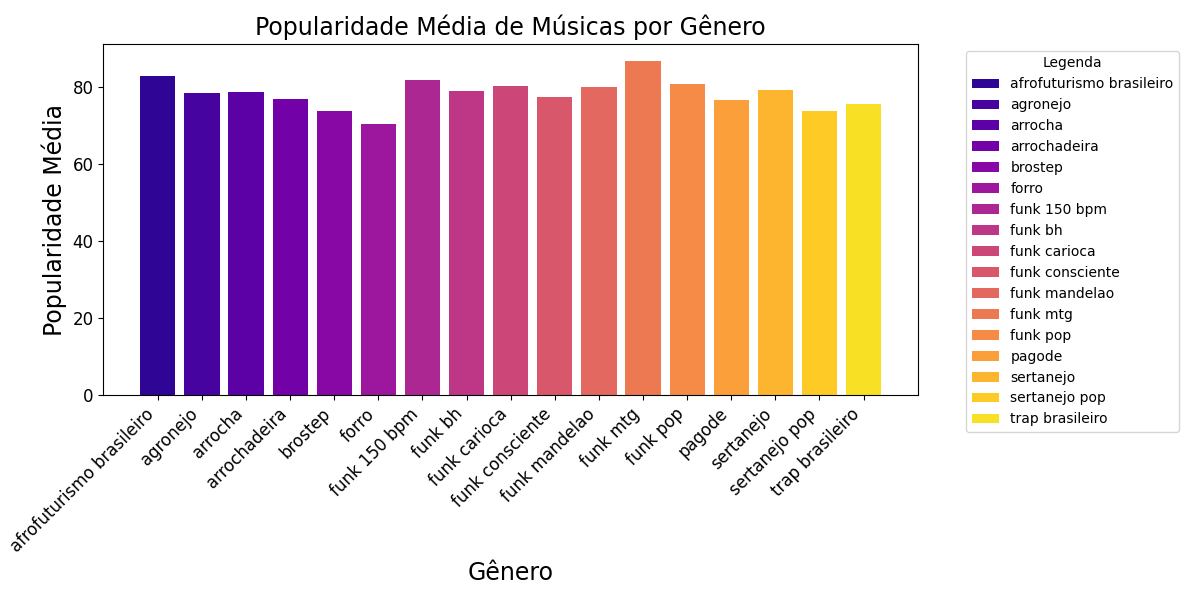 Popularidade Média de Músicas por Gênero
Popularidade Média
80
60
40
20
0
afrofuturismo brasileiro
agronejo
arrocha
arrochadeira
brostep
forro
funk 150 bpm
funk bh
funk carioca
funk consciente
funk mandelao
funk mtg
funk pop
pagode
sertanejo
sertanejo pop
trap brasileiro
Gênero
Legenda
afrofuturismo brasileiro
agronejo
arrocha
arrochadeira
brostep
forro
funk 150 bpm
funk bh
funk carioca
funk consciente
funk mandelao
funk mtg
funk pop
pagode
sertanejo
sertanejo pop
trap brasileiro